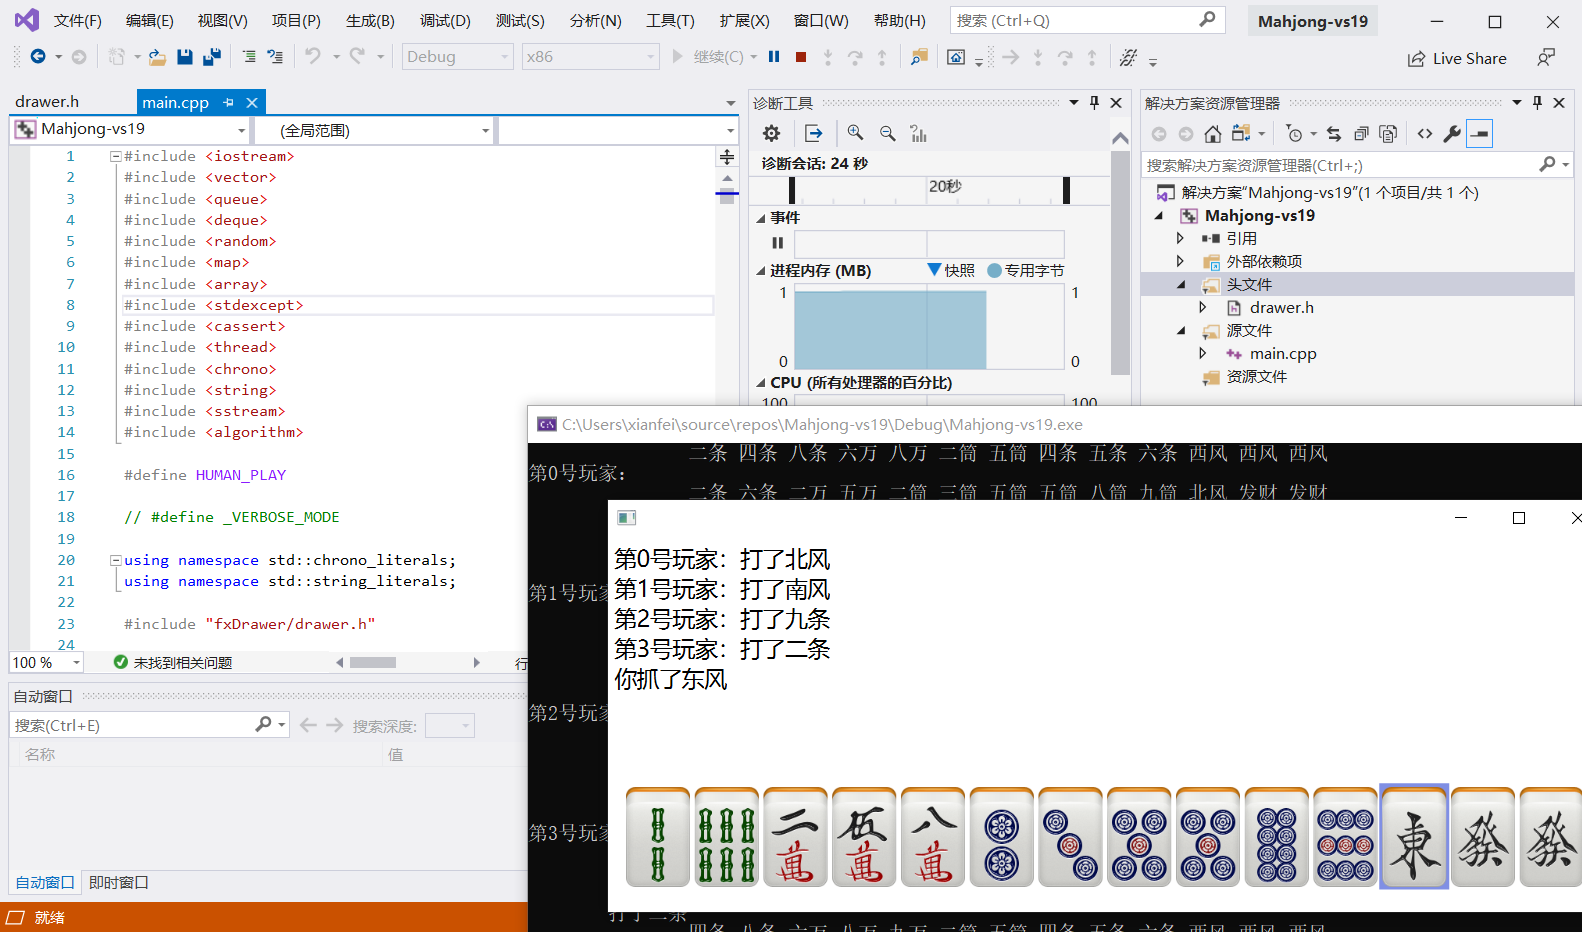 文件(F) 编辑(E) 视图(V) 项目(P) 生成(B) 调试(D) 测试(S) 分析(N) 工具(T) 扩展(X) 窗口(W) 帮助(H) 搜索 (Ctrl+Q) Mahjong-vs19
Debug x86 继续(C) Live Share
drawer.h main.cpp
Mahjong-vs19 (全局范围)
1 #include <iostream>
2 #include <vector>
3 #include <queue>
4 #include <deque>
5 #include <random>
6 #include <map>
7 #include <array>
8 #include <stdexcept>
9 #include <cassert>
10 #include <thread>
11 #include <chrono>
12 #include <string>
13 #include <sstream>
14 #include <algorithm>
15
16 #define HUMAN_PLAY
17
18 // #define _VERBOSE_MODE
19
20 using namespace std::chrono_literals;
21 using namespace std::string_literals;
22
23 #include "fxDrawer/drawer.h"
24
100 % 未找到相关问题 行
自动窗口
搜索(Ctrl+E) 搜索深度:
名称 值
自动窗口 即时窗口
就绪
诊断工具
诊断会话: 24 秒
20秒
事件
进程内存 (MB) 快照 专用字节
1 1
0 0
CPU (所有处理器的百分比)
100 100
解决方案资源管理器
搜索解决方案资源管理器(Ctrl+;)
解决方案"Mahjong-vs19"(1 个项目/共 1 个)
Mahjong-vs19
引用
外部依赖项
头文件
drawer.h
源文件
main.cpp
资源文件
C:\Users\xianfei\source\repos\Mahjong-vs19\Debug\Mahjong-vs19.exe
二条 四条 八条 六万 八万 二筒 五筒 四条 五条 六条 西风 西风 西风
第0号玩家:
二条 六条 二万 五万 二筒 三筒 五筒 五筒 八筒 九筒 北风 发财 发财
第1号玩家
第2号玩家
第3号玩家
打了二条
四条 八条 六万 八万 九万 二筒 五筒 四条 五条 六条 西风 西风 西风
第0号玩家：打了北风
第1号玩家：打了南风
第2号玩家：打了九条
第3号玩家：打了二条
你抓了东风
二萬 伍萬 八萬 東 發 發